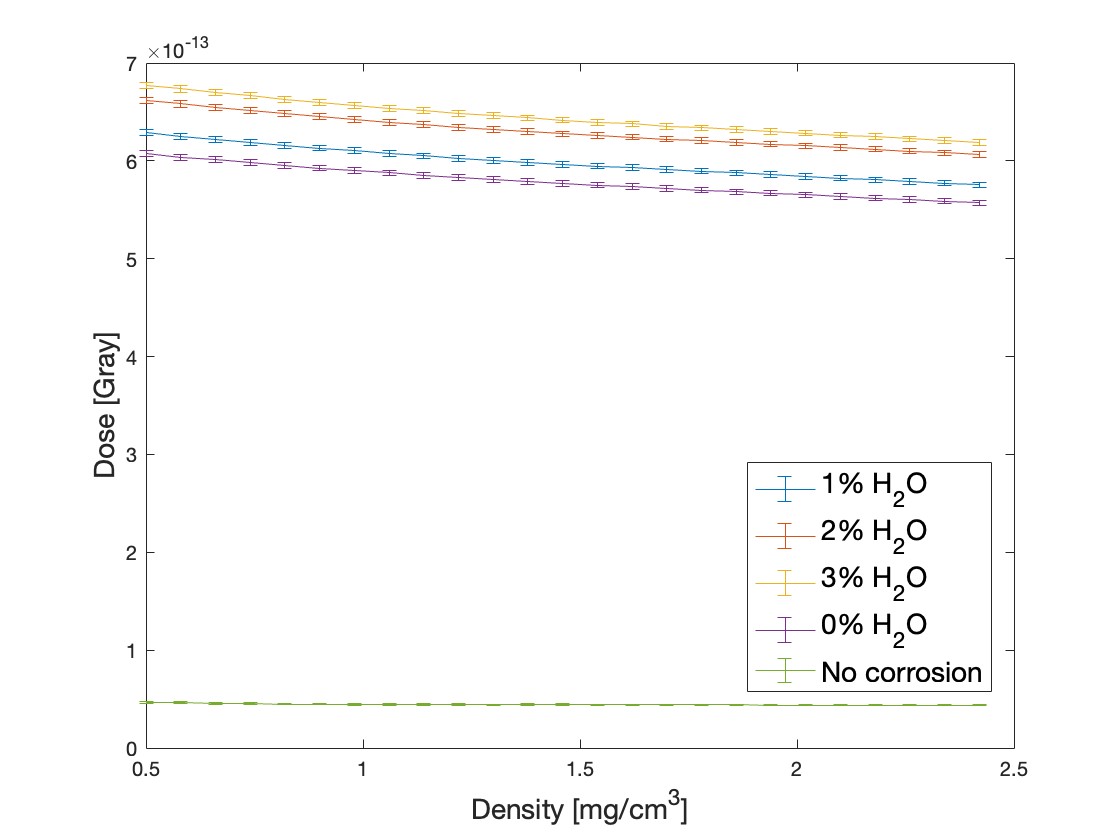 ×10⁻¹³
7
6
5
4
3
2
1
0
Dose [Gray]
0.5 1 1.5 2 2.5
Density [mg/cm³]
1% H₂O
2% H₂O
3% H₂O
0% H₂O
No corrosion